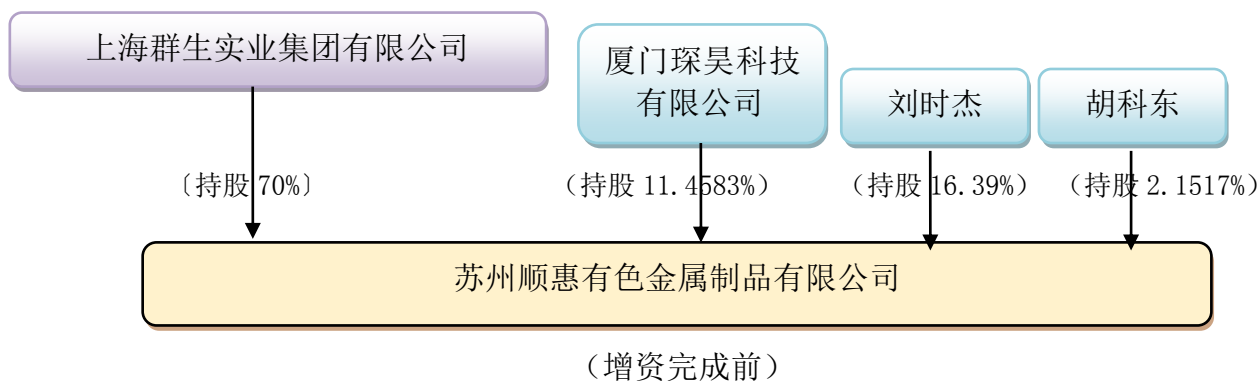 上海群生实业集团有限公司
厦门琛昊科技
有限公司
刘时杰
胡科东
〔持股 70%〕
（持股 11.4583%）
（持股 16.39%）
（持股 2.1517%）
苏州顺惠有色金属制品有限公司
（增资完成前）